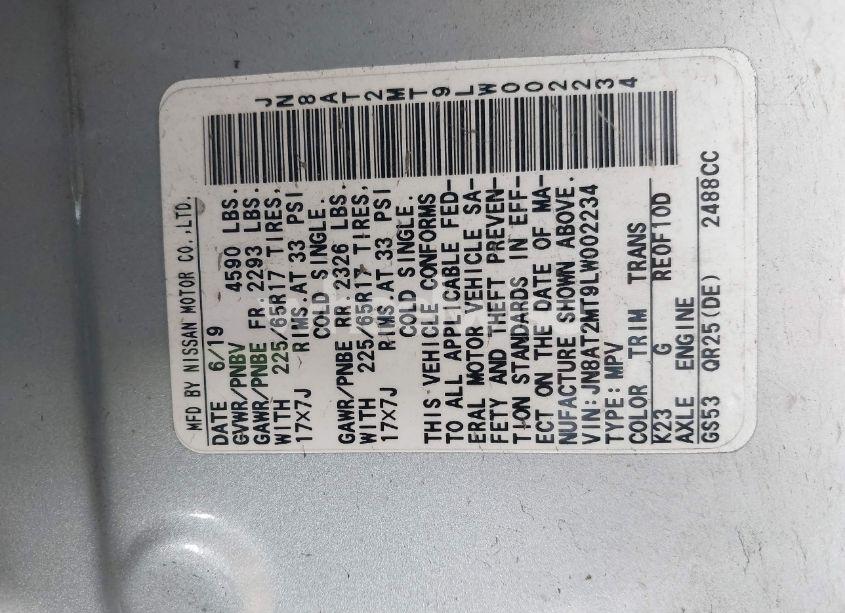 MFD BY NISSAN MOTOR CO.,LTD.
JN8AT2MT9LW002234
DATE 6/19
GVWR/PNBV 4590 LBS.
GAWR/PNBE FR 2293 LBS.
WITH 225/65R17 TIRES,
17X7J RIMS.AT 33 PSI
COLD SINGLE.
GAWR/PNBE RR 2326 LBS.
WITH 225/65R17 TIRES,
17X7J RIMS.AT 33 PSI
COLD SINGLE.
THIS VEHICLE CONFORMS
TO ALL APPLICABLE FED-
ERAL MOTOR VEHICLE SA-
FETY AND THEFT PREVEN-
TION STANDARDS IN EFF-
ECT ON THE DATE OF MA-
NUFACTURE SHOWN ABOVE.
VIN:JN8AT2MT9LW002234
TYPE:MPV
COLOR TRIM TRANS
K23 G RE0F10D
AXLE ENGINE
GS53 QR25(DE) 2488CC